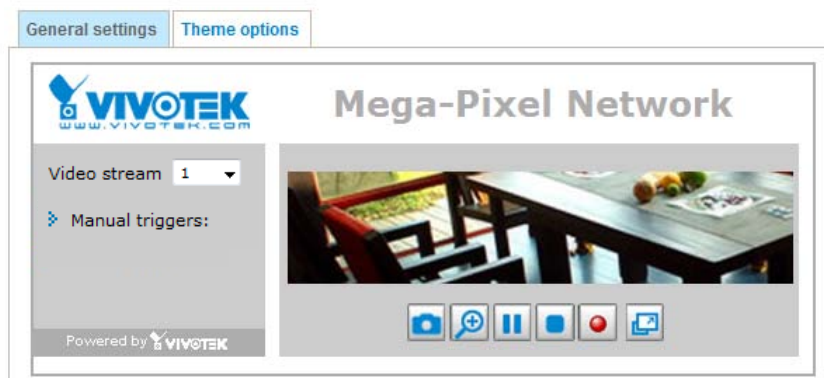 General settings
Theme options
VIVOTEK
www.vivotek.com
Mega-Pixel Network
Video stream 1
Manual triggers:
Powered by VIVOTEK